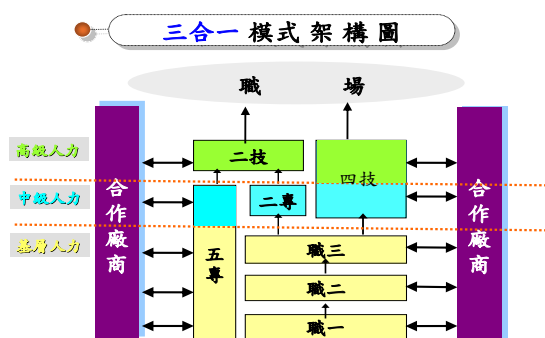 三合一 模式架構圖
職 場
高級人力
二技
四技
中級人力
二專
基層人力
五專
職三
職二
職一
合作廠商
合作廠商